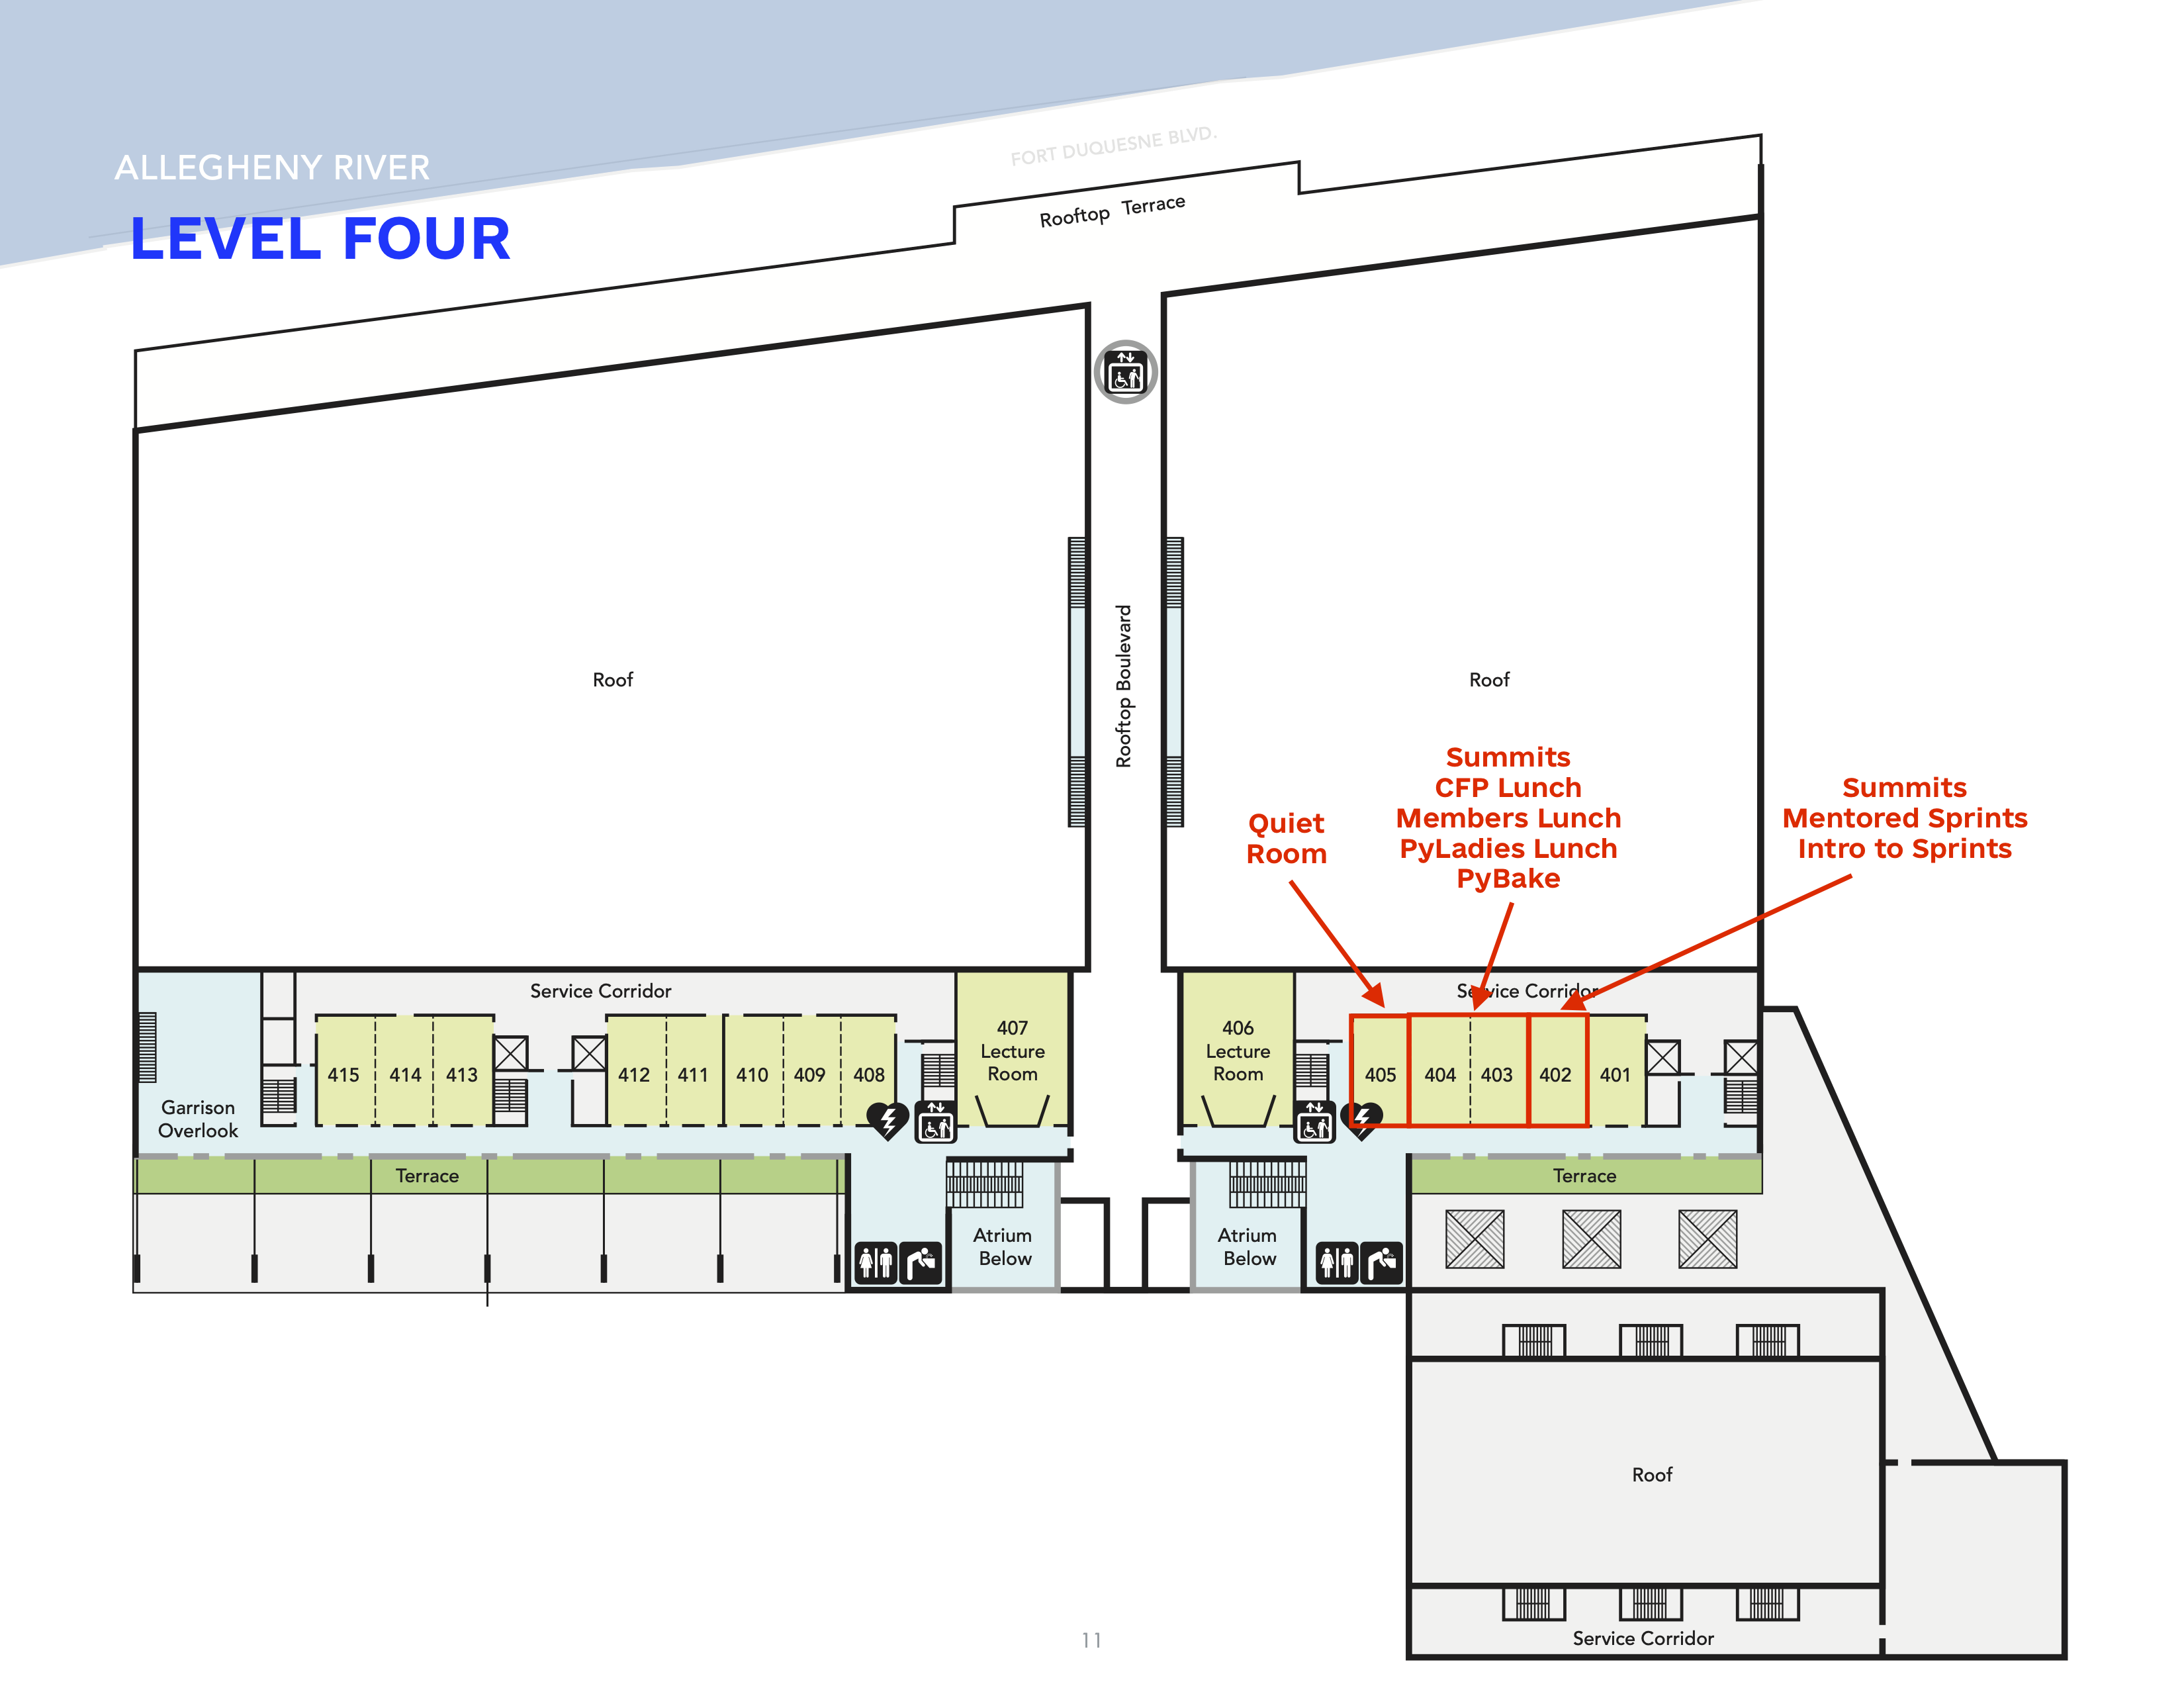 FORT DUQUESNE BLVD.
ALLEGHENY RIVER
LEVEL FOUR
Rooftop Terrace
Rooftop Boulevard
Roof
Roof
Quiet
Room
Summits
CFP Lunch
Members Lunch
PyLadies Lunch
PyBake
Summits
Mentored Sprints
Intro to Sprints
Service Corridor
Service Corridor
Garrison
Overlook
415
414
413
412
411
410
409
408
407
Lecture
Room
406
Lecture
Room
405
404
403
402
401
Terrace
Terrace
Atrium
Below
Atrium
Below
Roof
Service Corridor
11